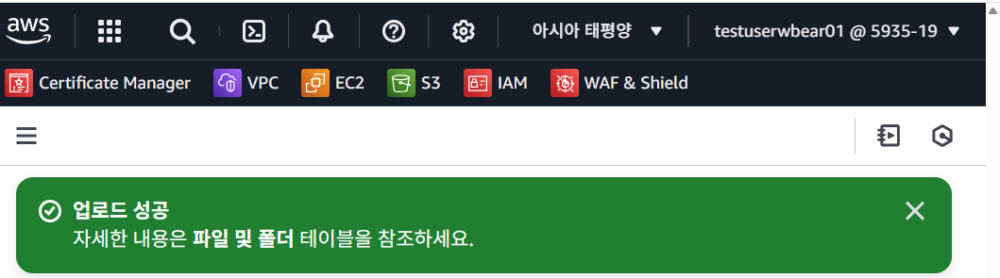 aws
아시아 태평양 ▼ testuserwbear01 @ 5935-19 ▼
Certificate Manager VPC EC2 S3 IAM WAF & Shield
업로드 성공
자세한 내용은 파일 및 폴더 테이블을 참조하세요.